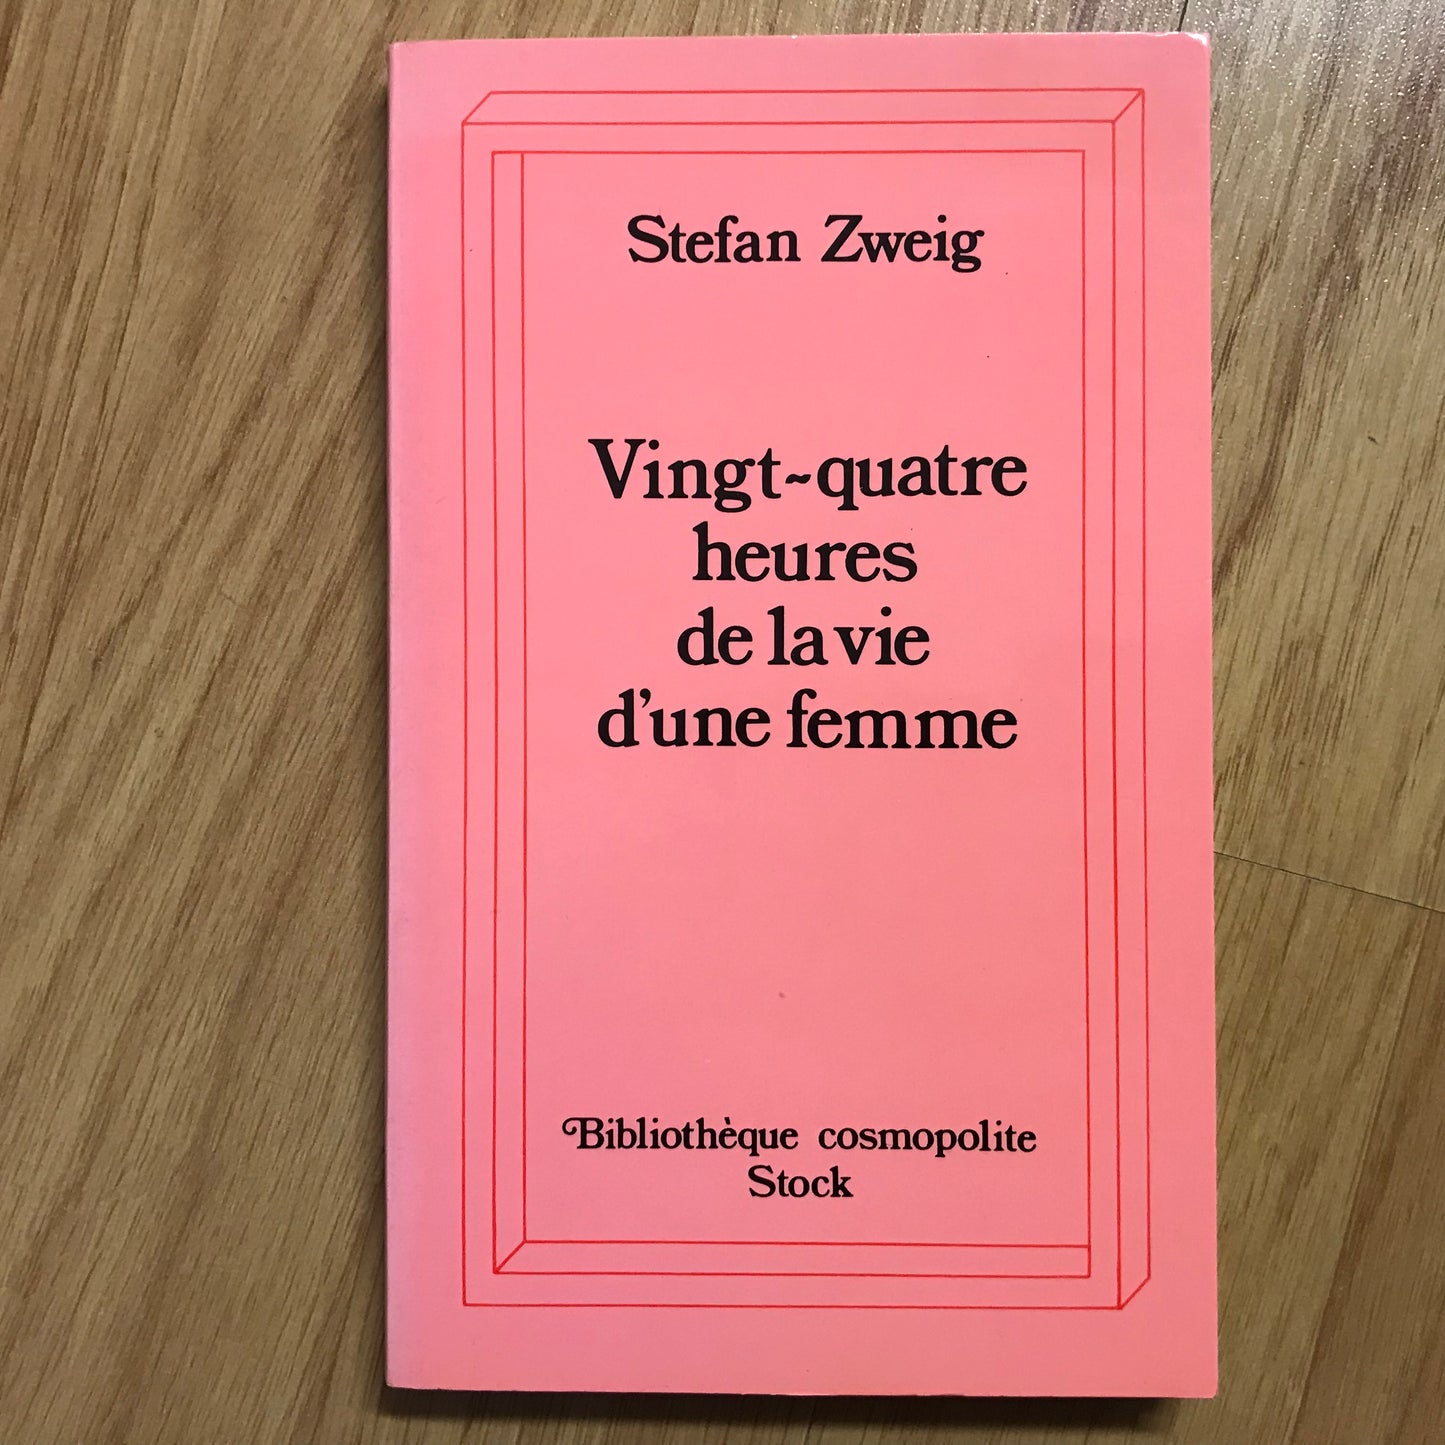 Stefan Zweig
Vingt-quatre
heures
de la vie
d'une femme
Bibliothèque cosmopolite
Stock